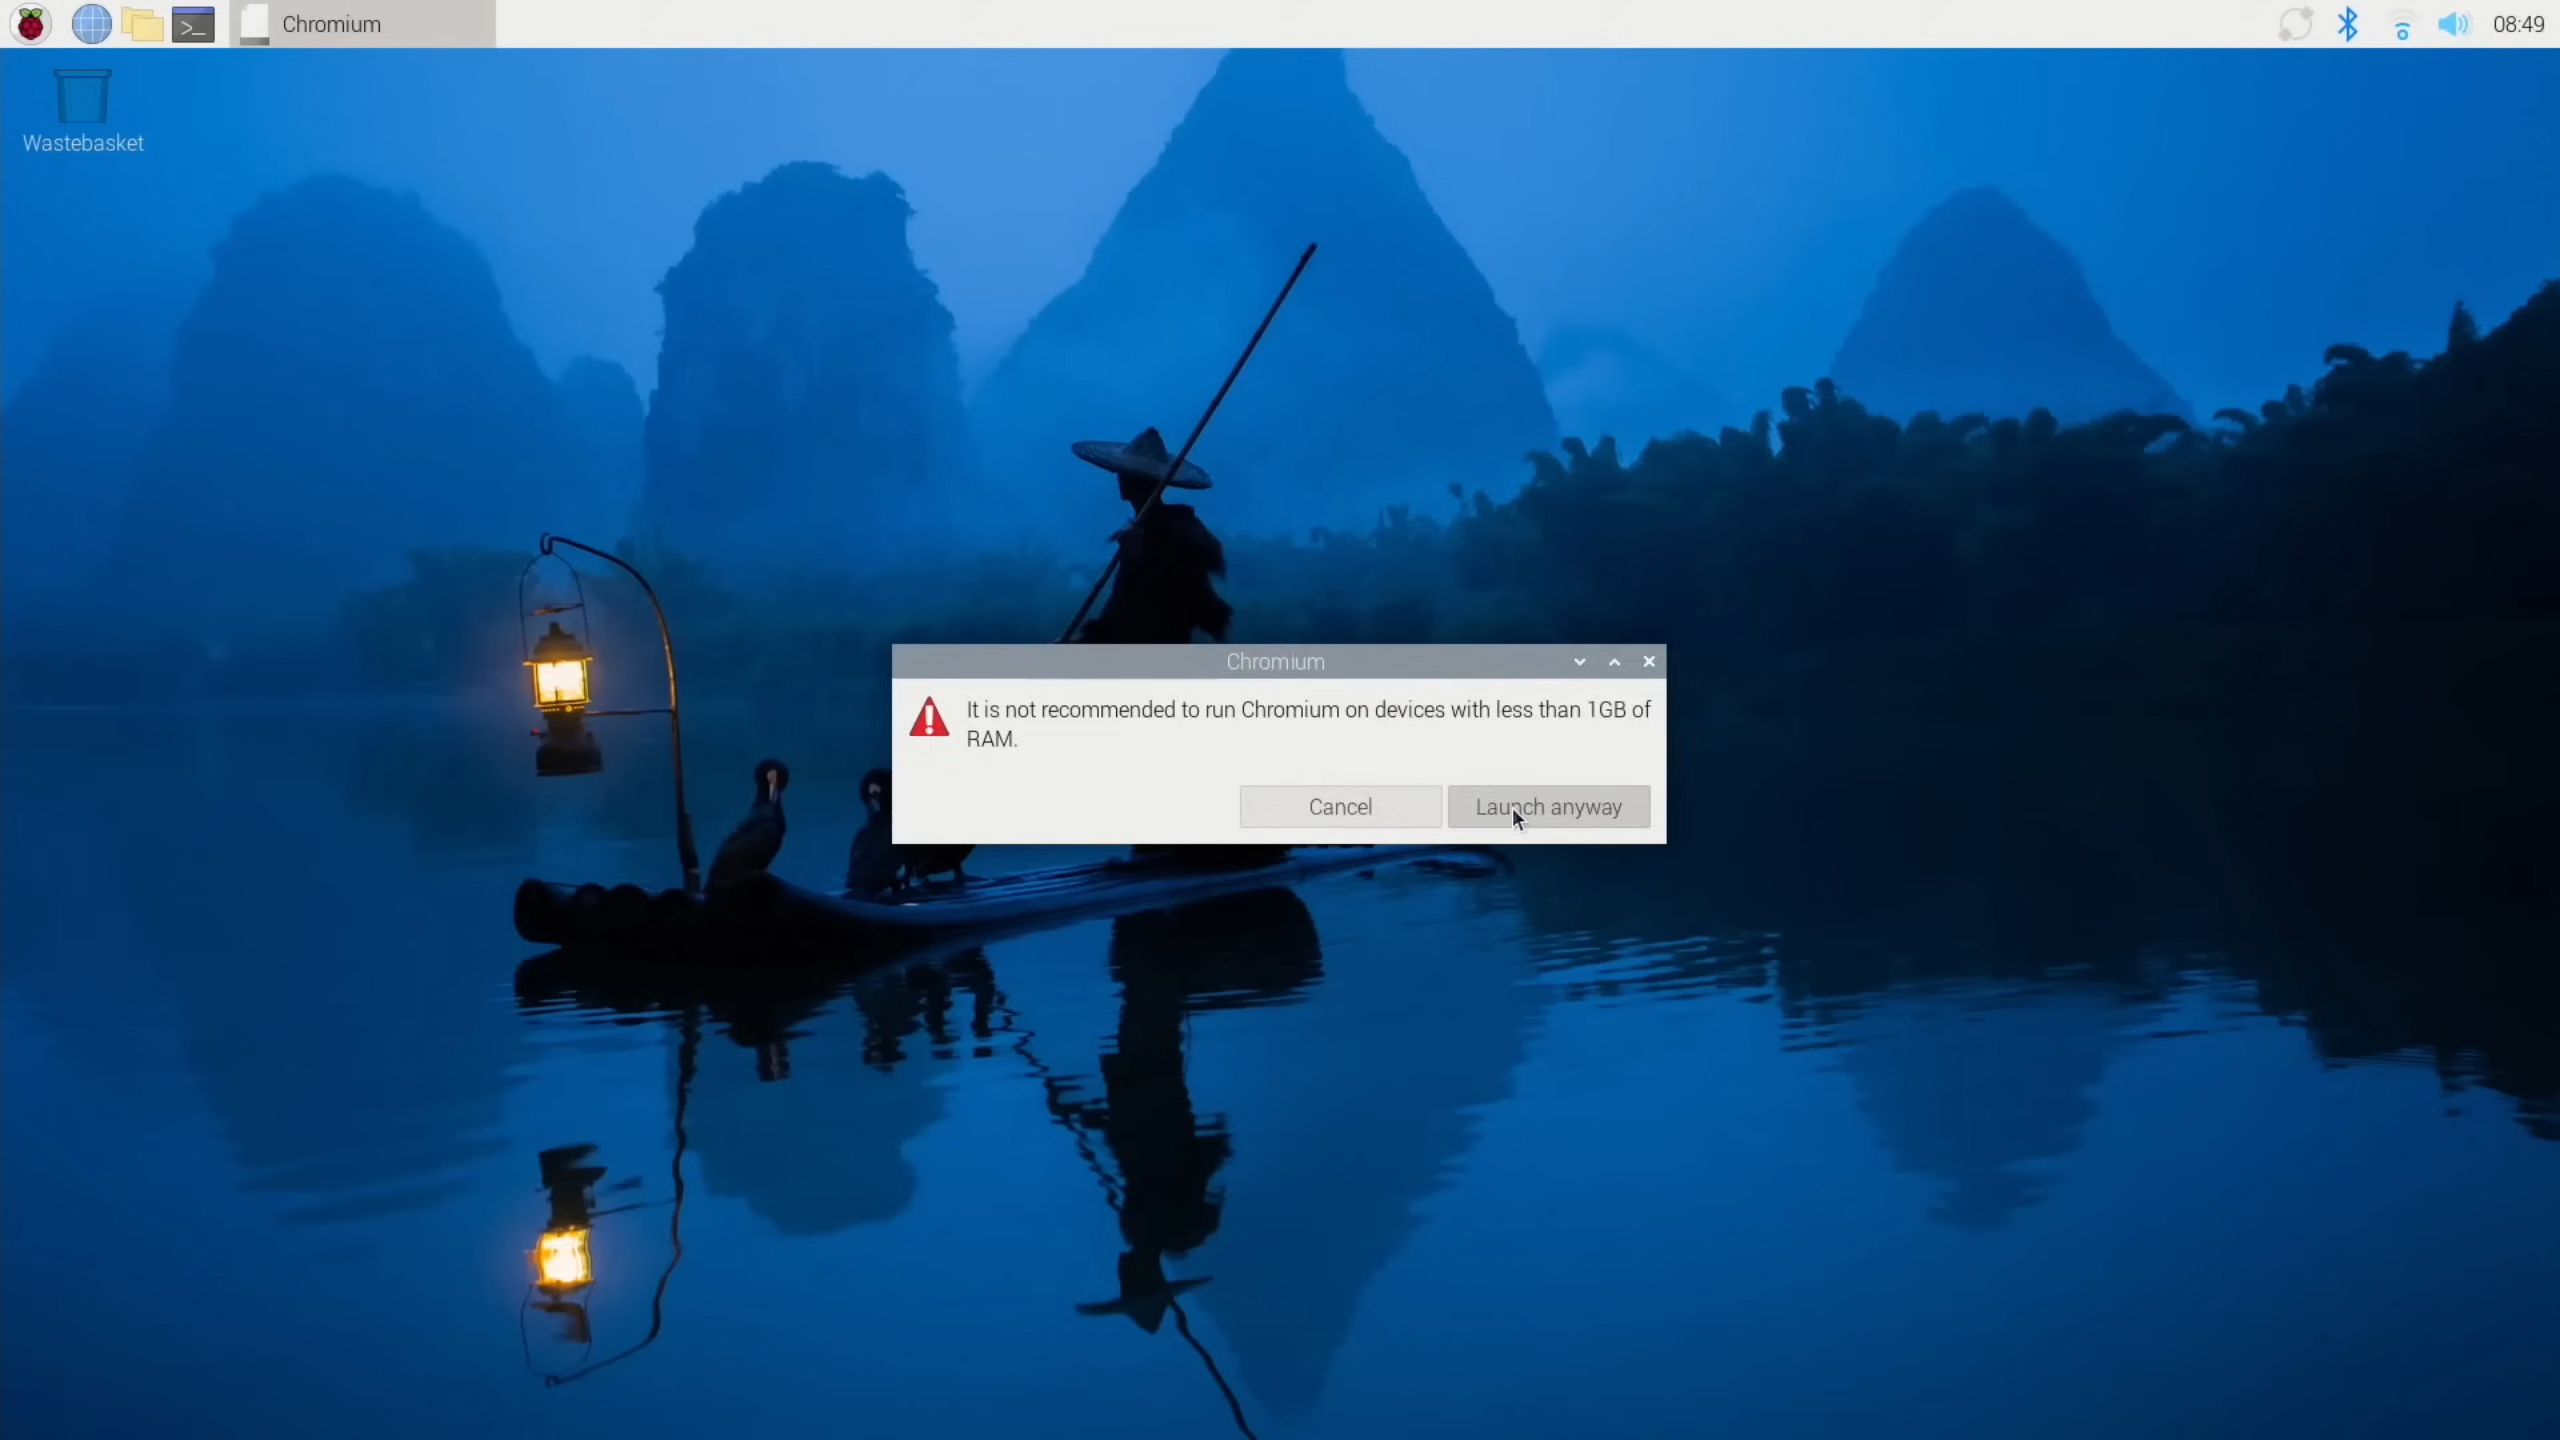 Chromium
08:49
Wastebasket
Chromium
It is not recommended to run Chromium on devices with less than 1GB of
RAM.
Cancel
Launch anyway